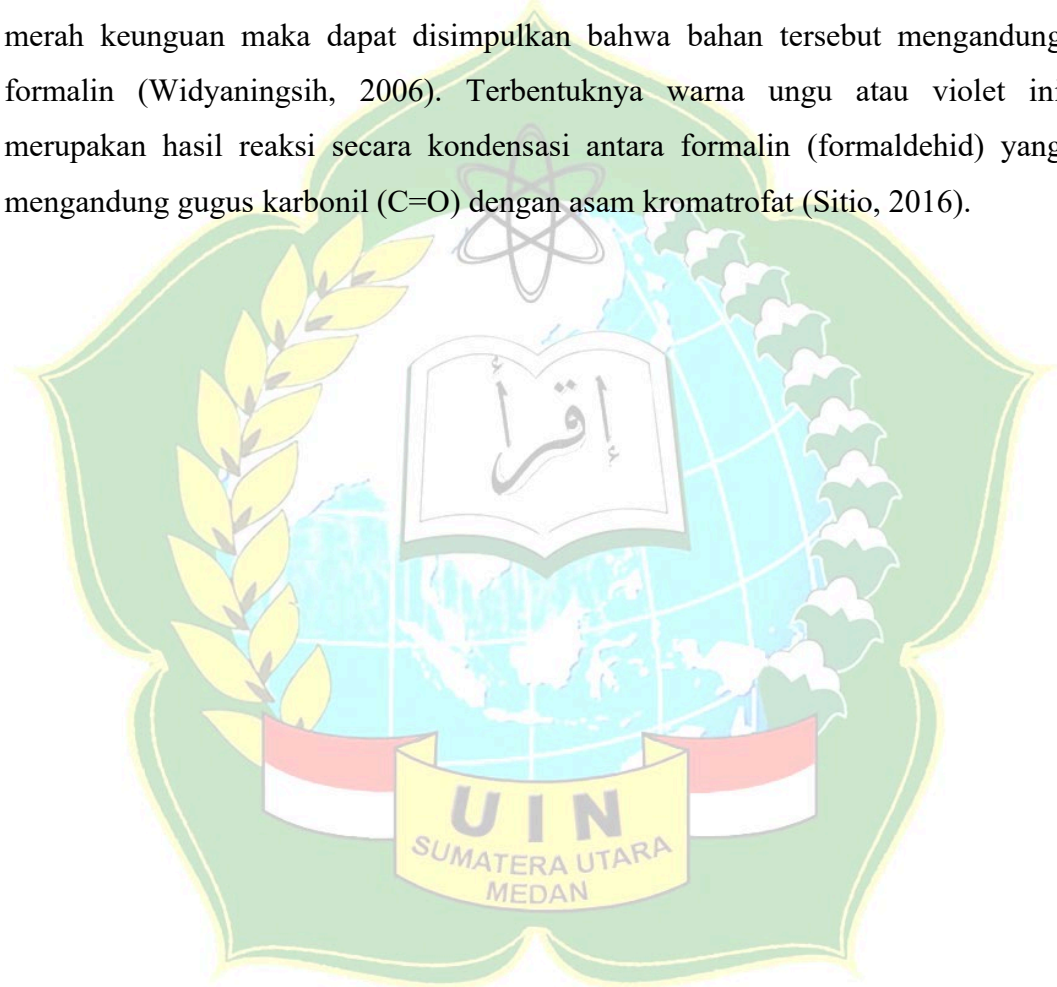 merah keunguan maka dapat disimpulkan bahwa bahan tersebut mengandung
formalin (Widyaningsih, 2006). Terbentuknya warna ungu atau violet ini
merupakan hasil reaksi secara kondensasi antara formalin (formaldehid) yang
mengandung gugus karbonil (C=O) dengan asam kromatrofat (Sitio, 2016).
إقرأ
UIN
SUMATERA UTARA
MEDAN